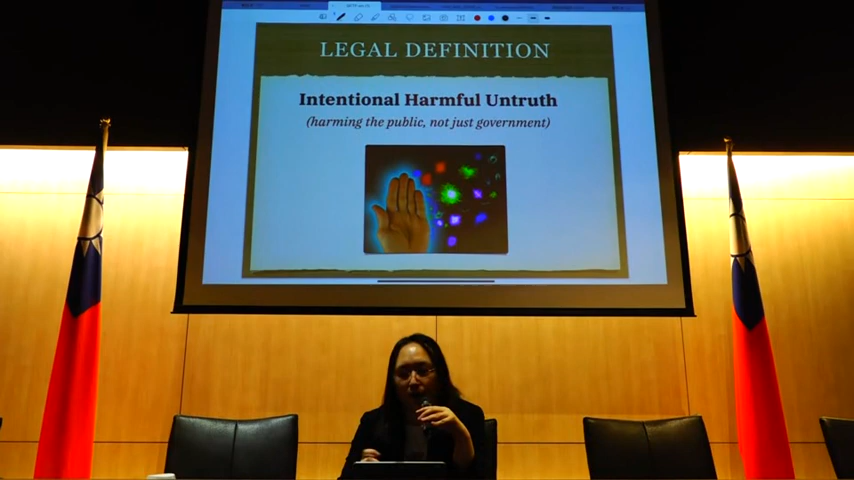 LEGAL DEFINITION
Intentional Harmful Untruth
(harming the public, not just government)